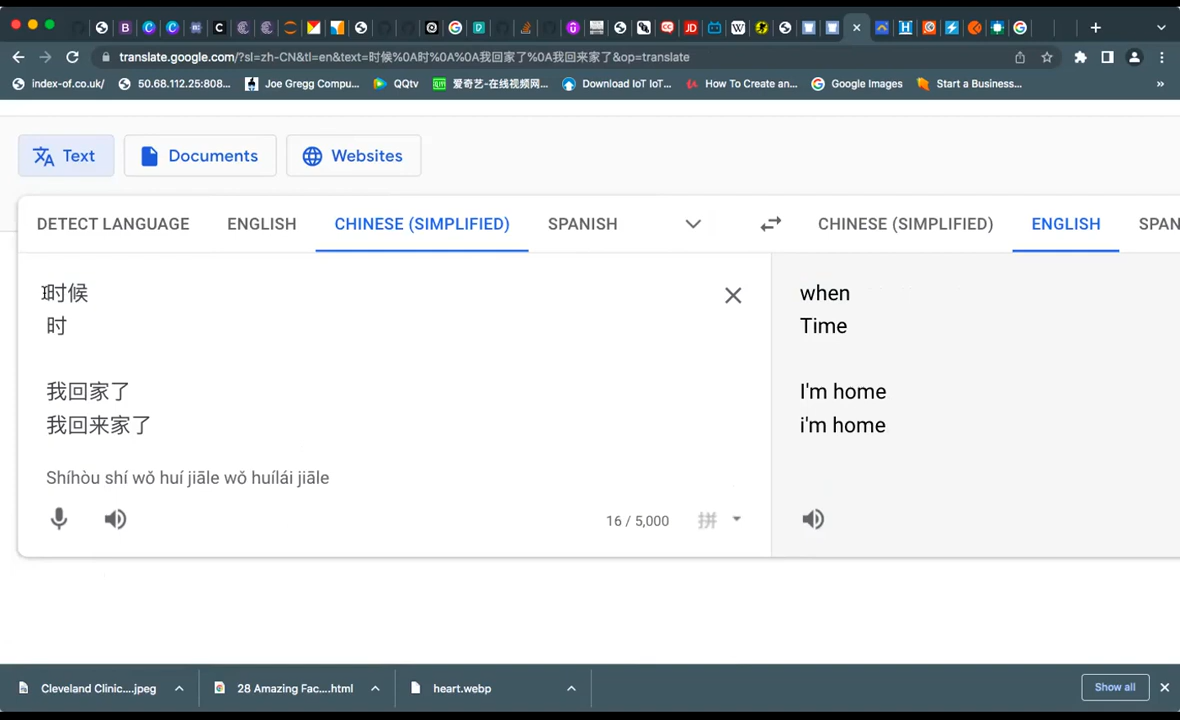 translate.google.com/?sl=zh-CN&tl=en&text=时候%0A时%0A%0A我回家了%0A我回来家了&op=translate
index-of.co.uk/ 50.68.112.25:808... Joe Gregg Compu... QQtv 爱奇艺-在线视频网... Download IoT IoT... How To Create an... Google Images Start a Business... »
Text Documents Websites
DETECT LANGUAGE ENGLISH CHINESE (SIMPLIFIED) SPANISH CHINESE (SIMPLIFIED) ENGLISH SPAN
时候
时
我回家了
我回来家了
Shíhòu shí wǒ huí jiāle wǒ huílái jiāle
16 / 5,000 拼
when
Time
I'm home
i'm home
Cleveland Clinic....jpeg 28 Amazing Fac....html heart.webp Show all